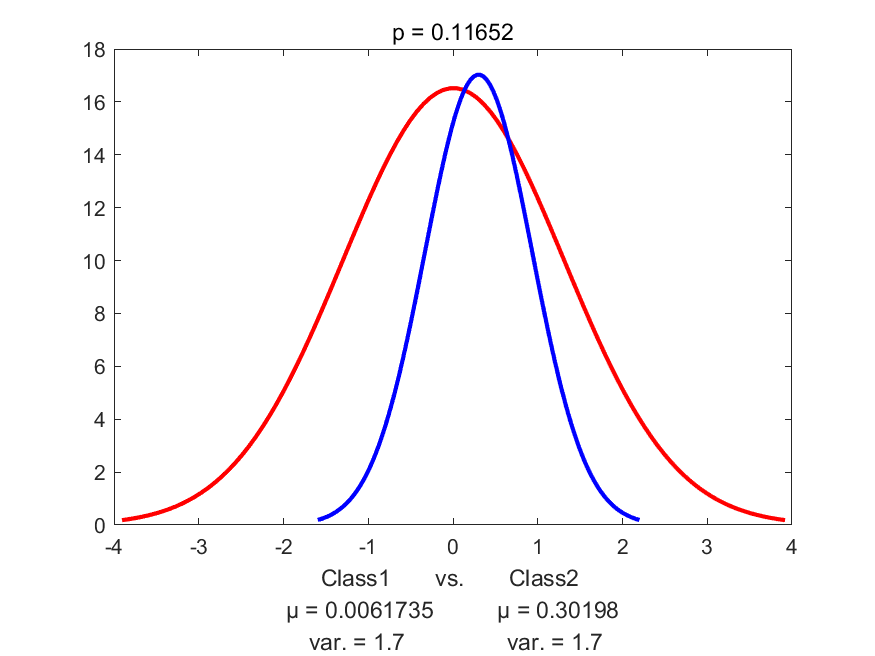 p = 0.11652
18
16
14
12
10
8
6
4
2
0
-4 -3 -2 -1 0 1 2 3 4
Class1 vs. Class2
μ = 0.0061735 μ = 0.30198
var. = 1.7 var. = 1.7